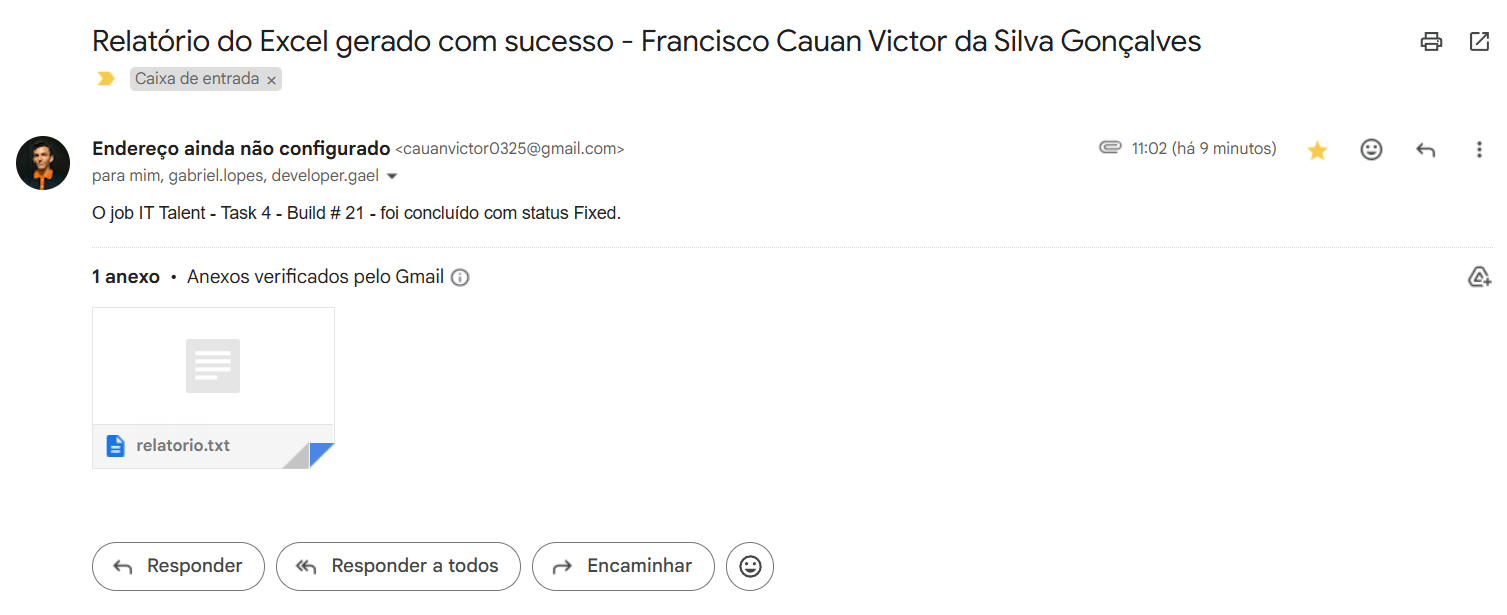 Relatório do Excel gerado com sucesso - Francisco Cauan Victor da Silva Gonçalves
Caixa de entrada ×
Endereço ainda não configurado <cauanvictor0325@gmail.com>
11:02 (há 9 minutos)
para mim, gabriel.lopes, developer.gael
O job IT Talent - Task 4 - Build # 21 - foi concluído com status Fixed.
1 anexo • Anexos verificados pelo Gmail
relatorio.txt
Responder
Responder a todos
Encaminhar